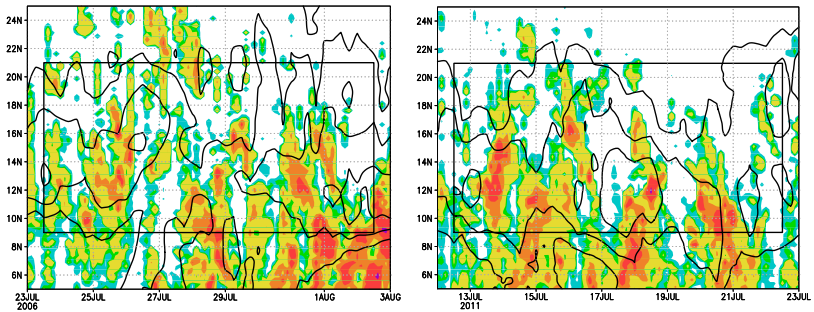 24N
22N
20N
18N
16N
14N
12N
10N
8N
6N
23JUL 25JUL 27JUL 29JUL 1AUG 3AUG
2006
24N
22N
20N
18N
16N
14N
12N
10N
8N
6N
13JUL 15JUL 17JUL 19JUL 21JUL 23JUL
2011